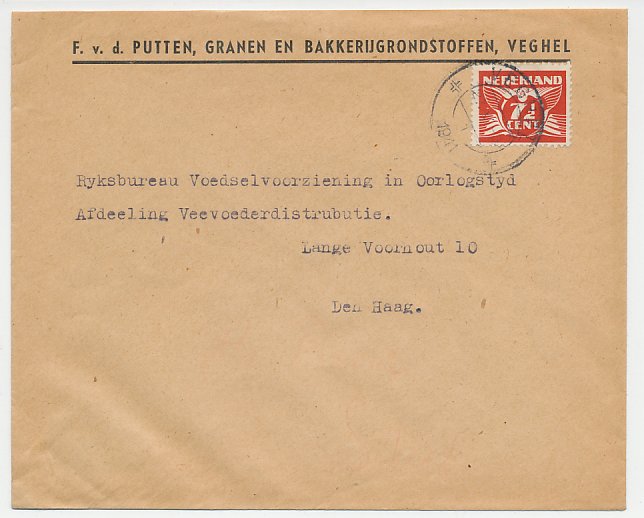 F. v. d. PUTTEN, GRANEN EN BAKKERIJGRONDSTOFFEN, VEGHEL
NEDERLAND
7½
CENT
Ryksbureau Voedselvoorziening in Oorlogstyd
Afdeeling Veevoederdistrubutie.
Lange Voorhout 10
Den Haag.